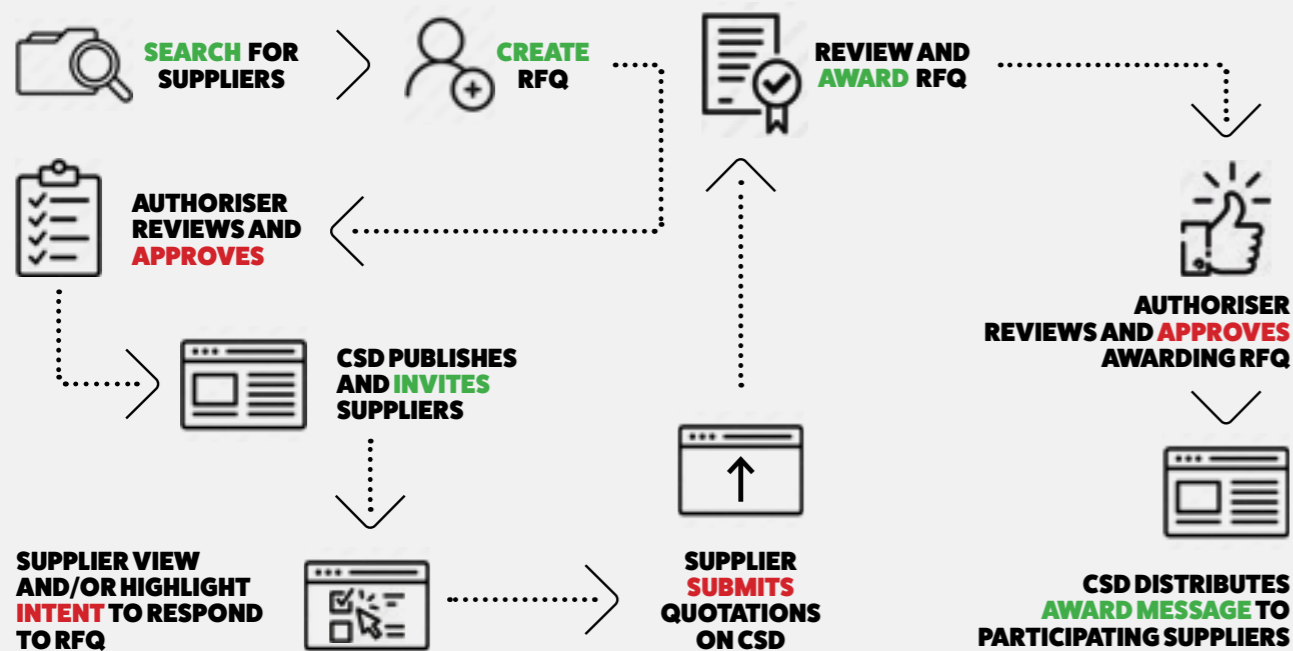 SEARCH FOR
SUPPLIERS
CREATE
RFQ
AUTHORISER
REVIEWS AND
APPROVES
CSD PUBLISHES
AND INVITES
SUPPLIERS
SUPPLIER VIEW
AND/OR HIGHLIGHT
INTENT TO RESPOND
TO RFQ
SUPPLIER
SUBMITS
QUOTATIONS
ON CSD
REVIEW AND
AWARD RFQ
AUTHORISER
REVIEWS AND APPROVES
AWARDING RFQ
CSD DISTRIBUTES
AWARD MESSAGE TO
PARTICIPATING SUPPLIERS